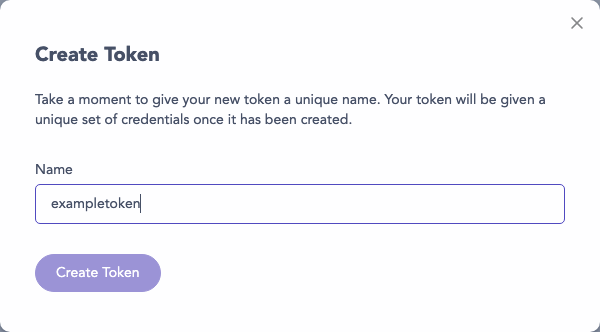 Create Token
Take a moment to give your new token a unique name. Your token will be given a
unique set of credentials once it has been created.
Name
exampletoken
Create Token